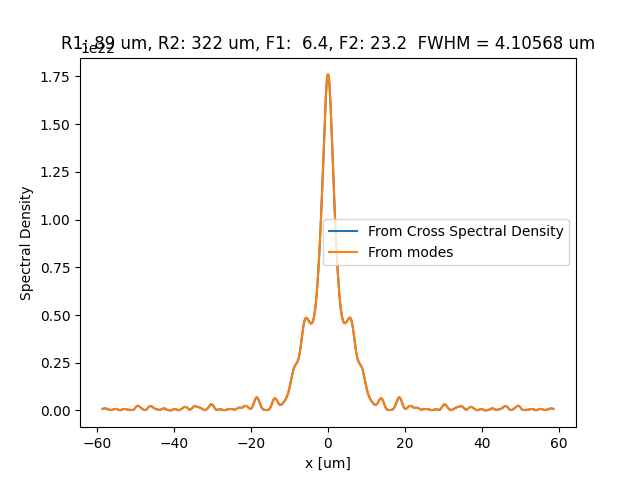 R1: 89 um, R2: 322 um, F1:  6.4, F2: 23.2  FWHM = 4.10568 um
1e22
1.75
1.50
1.25
1.00
0.75
0.50
0.25
0.00
Spectral Density
From Cross Spectral Density
From modes
−60 −40 −20 0 20 40 60
x [um]